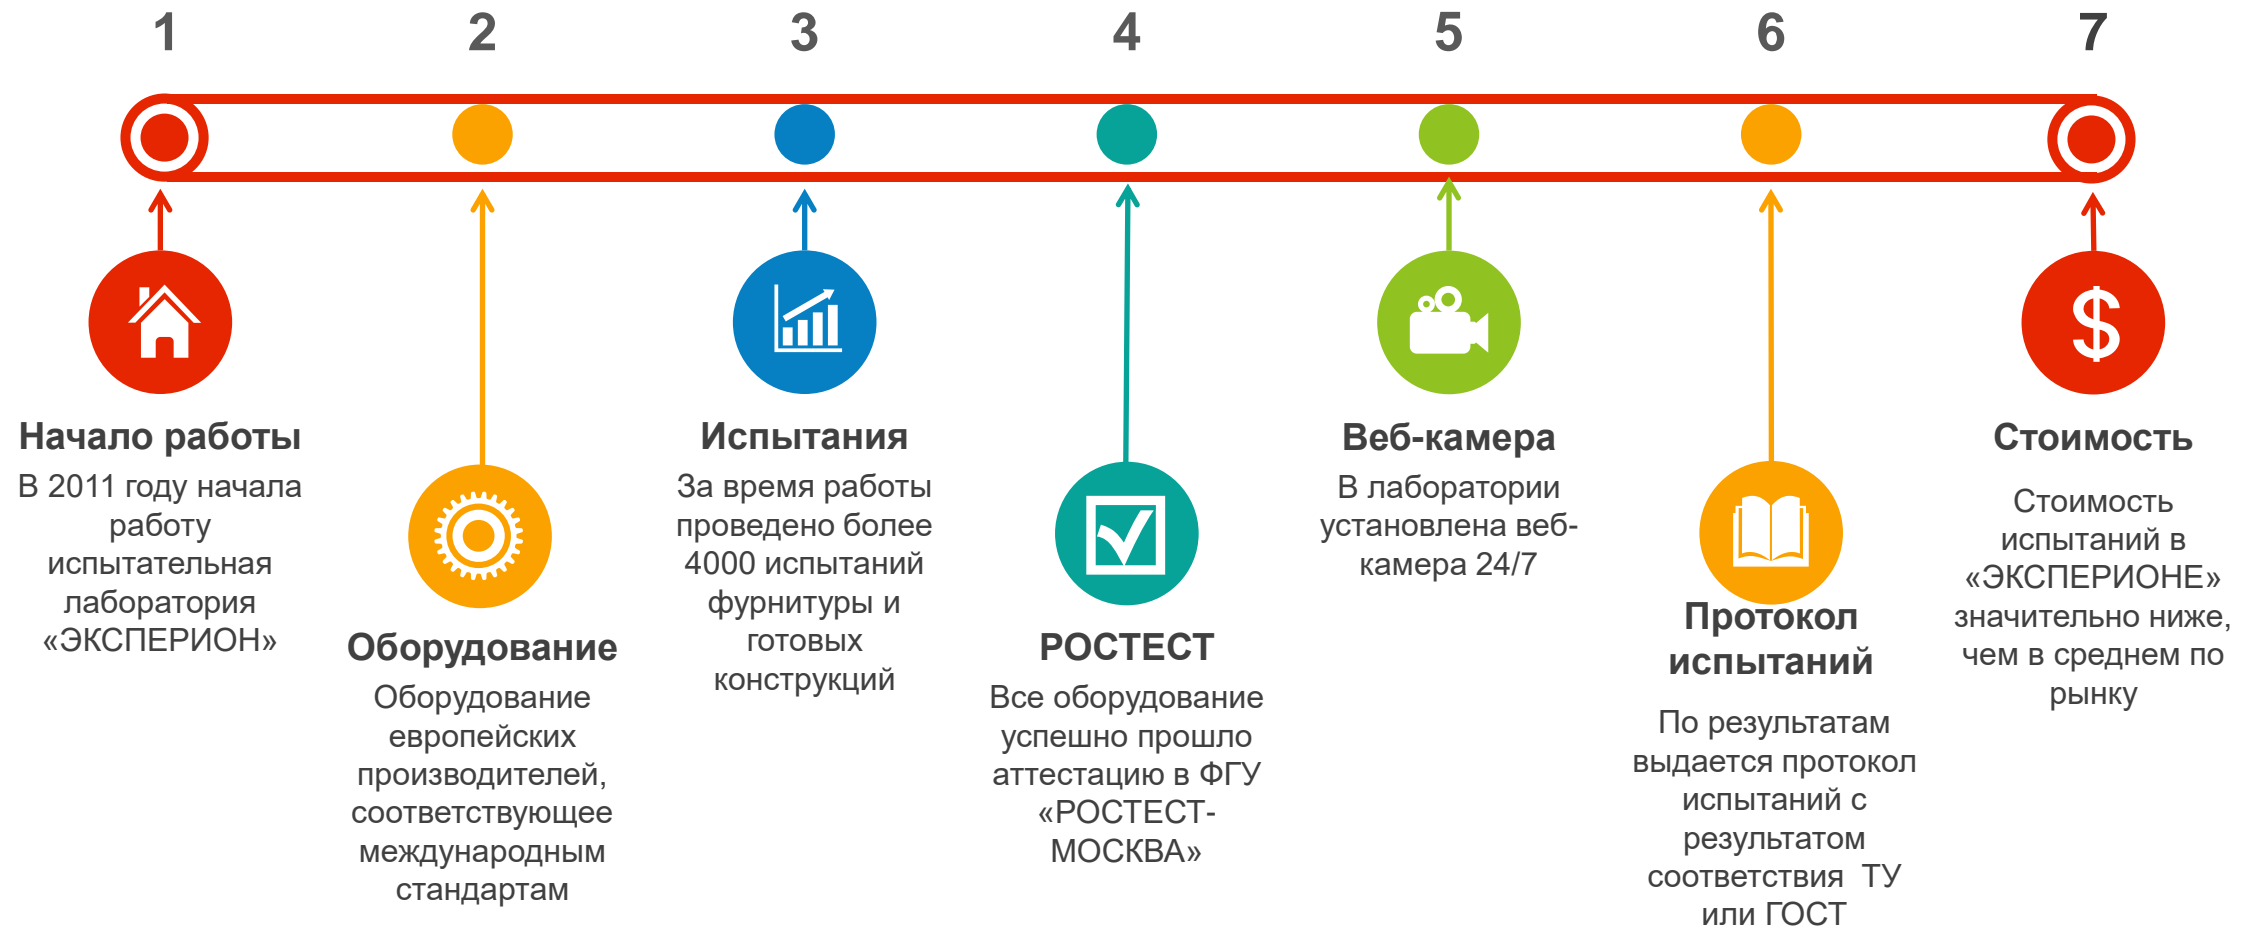 1
2
3
4
5
6
7
Начало работы
В 2011 году начала
работу
испытательная
лаборатория
«ЭКСПЕРИОН»
Оборудование
Оборудование
европейских
производителей,
соответствующее
международным
стандартам
Испытания
За время работы
проведено более
4000 испытаний
фурнитуры и
готовых
конструкций
РОСТЕСТ
Все оборудование
успешно прошло
аттестацию в ФГУ
«РОСТЕСТ-
МОСКВА»
Веб-камера
В лаборатории
установлена веб-
камера 24/7
Протокол
испытаний
По результатам
выдается протокол
испытаний с
результатом
соответствия  ТУ
или ГОСТ
$
Стоимость
Стоимость
испытаний в
«ЭКСПЕРИОНЕ»
значительно ниже,
чем в среднем по
рынку